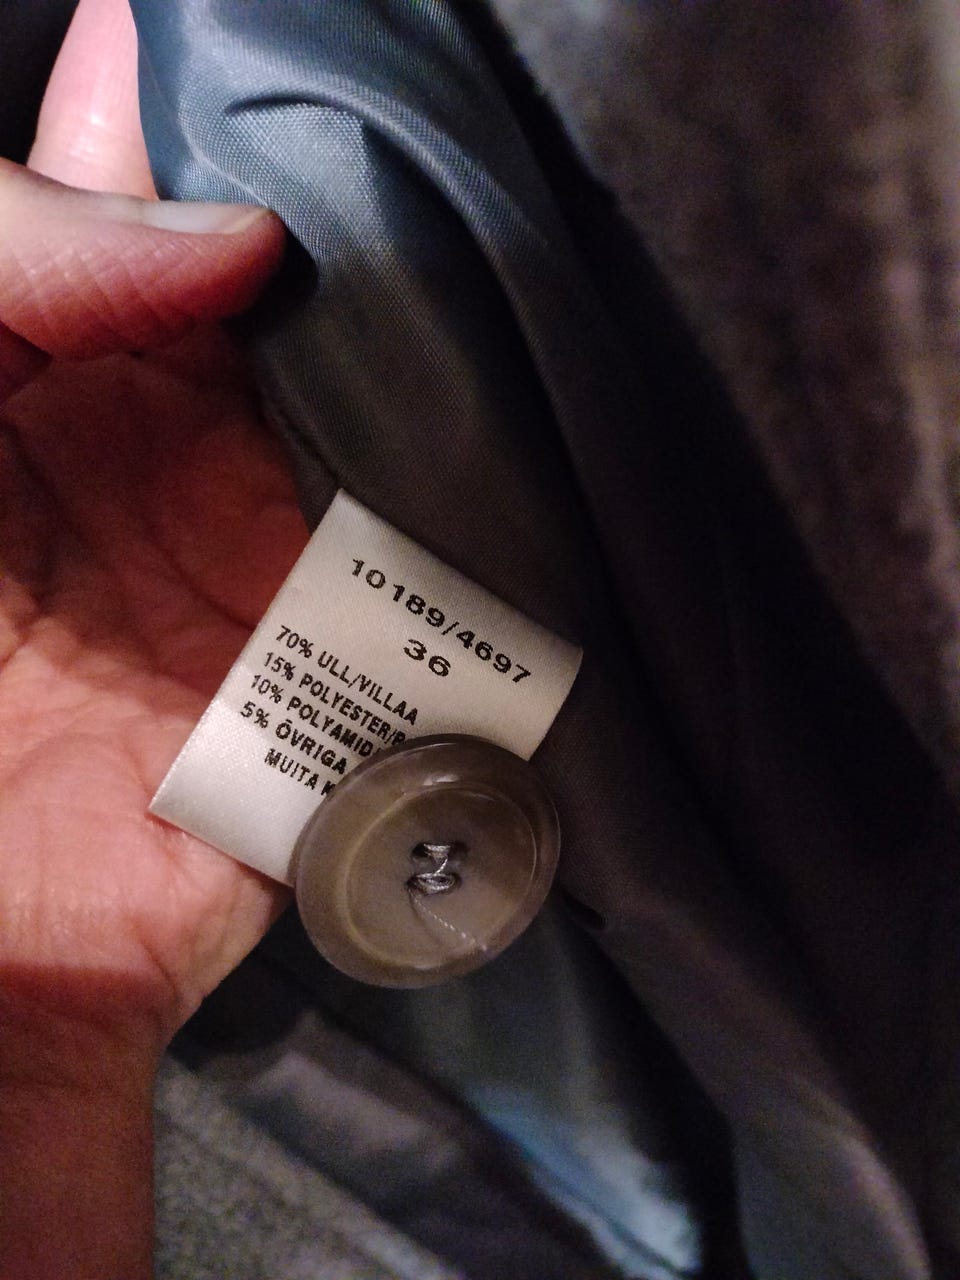 10189/4697
36
70% ULL/VILLAA
15% POLYESTER/P
10% POLYAMID
5% ÖVRIGA
MUITA K